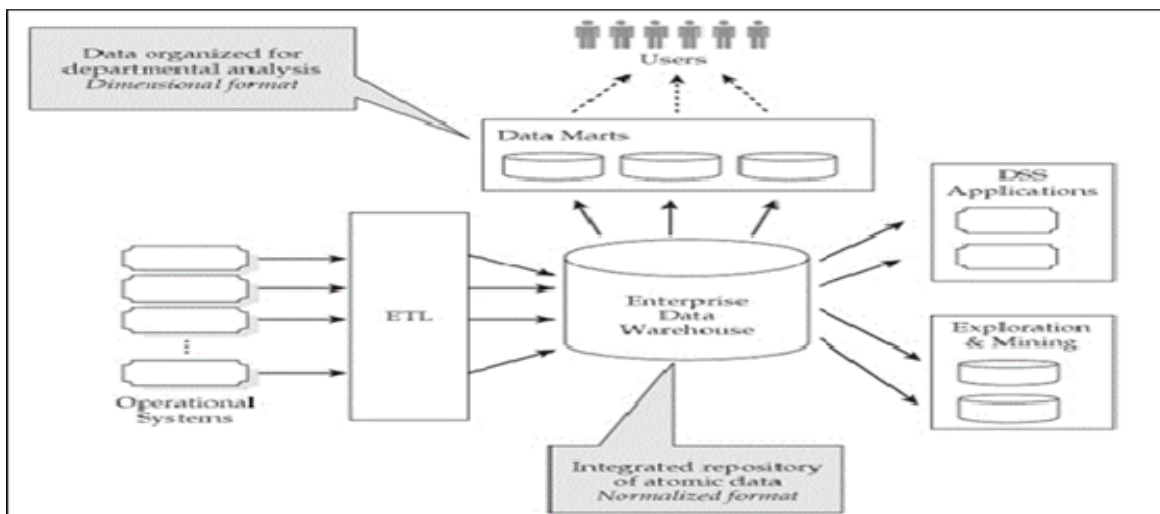 Data organized for
departmental analysis
Dimensional format
Users
Data Marts
DSS
Applications
ETL
Enterprise
Data
Warehouse
Operational
Systems
Exploration
& Mining
Integrated repository
of atomic data
Normalized format